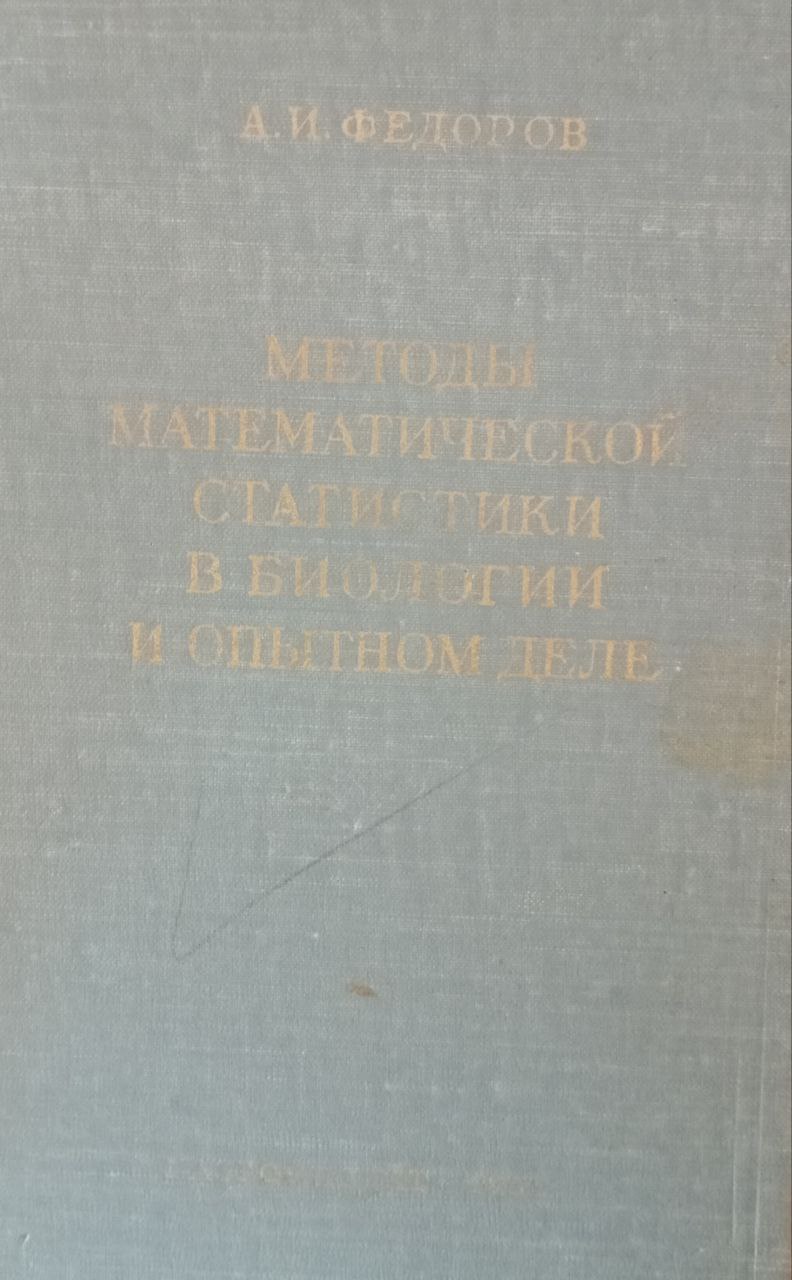 А.И. ФЕДОРОВ
МЕТОДЫ
МАТЕМАТИЧЕСКОЙ
СТАТИСТИКИ
В БИОЛОГИИ
И ОПЫТНОМ ДЕЛЕ